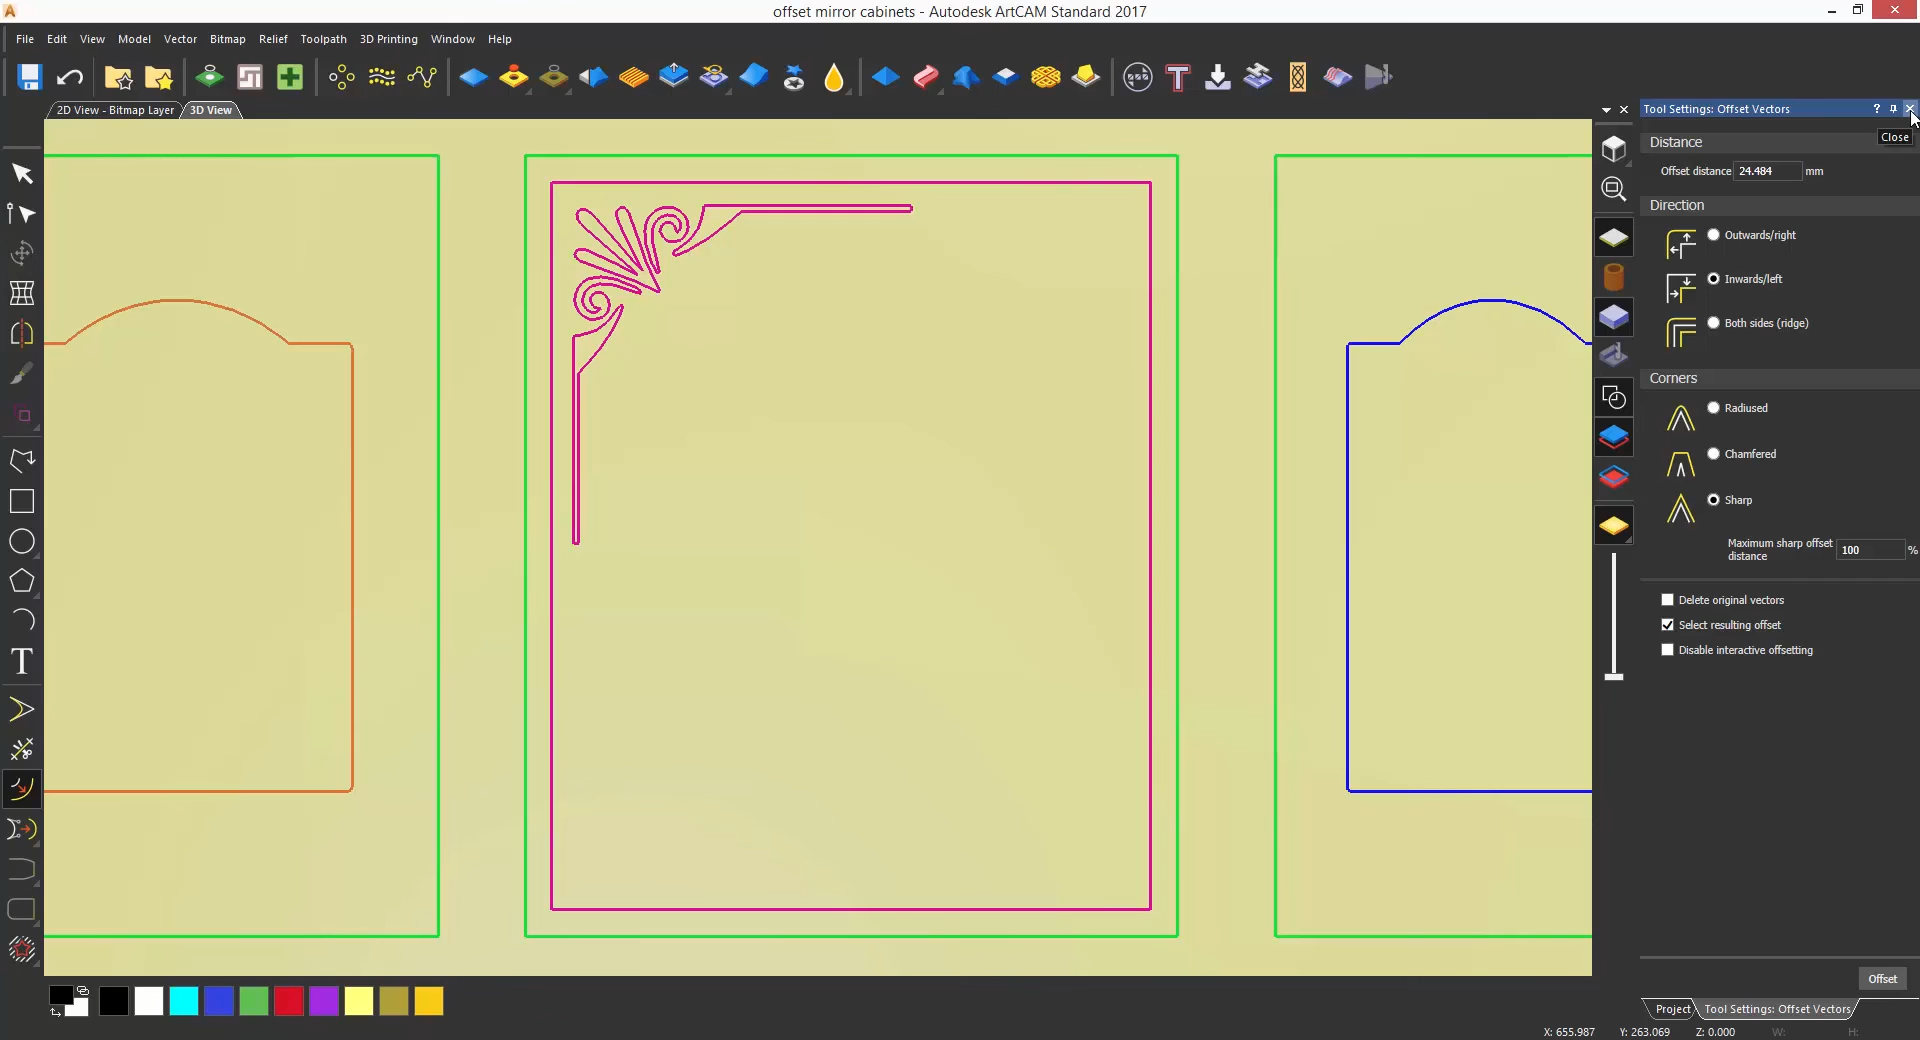 offset mirror cabinets - Autodesk ArtCAM Standard 2017
File Edit View Model Vector Bitmap Relief Toolpath 3D Printing Window Help
2D View - Bitmap Layer 3D View
Tool Settings: Offset Vectors
Close
Distance
Offset distance 24.484 mm
Direction
Outwards/right
Inwards/left
Both sides (ridge)
Corners
Radiused
Chamfered
Sharp
Maximum sharp offset
distance
100 %
Delete original vectors
Select resulting offset
Disable interactive offsetting
Offset
Project Tool Settings: Offset Vectors
X: 655.987 Y: 263.069 Z: 0.000 W: H: